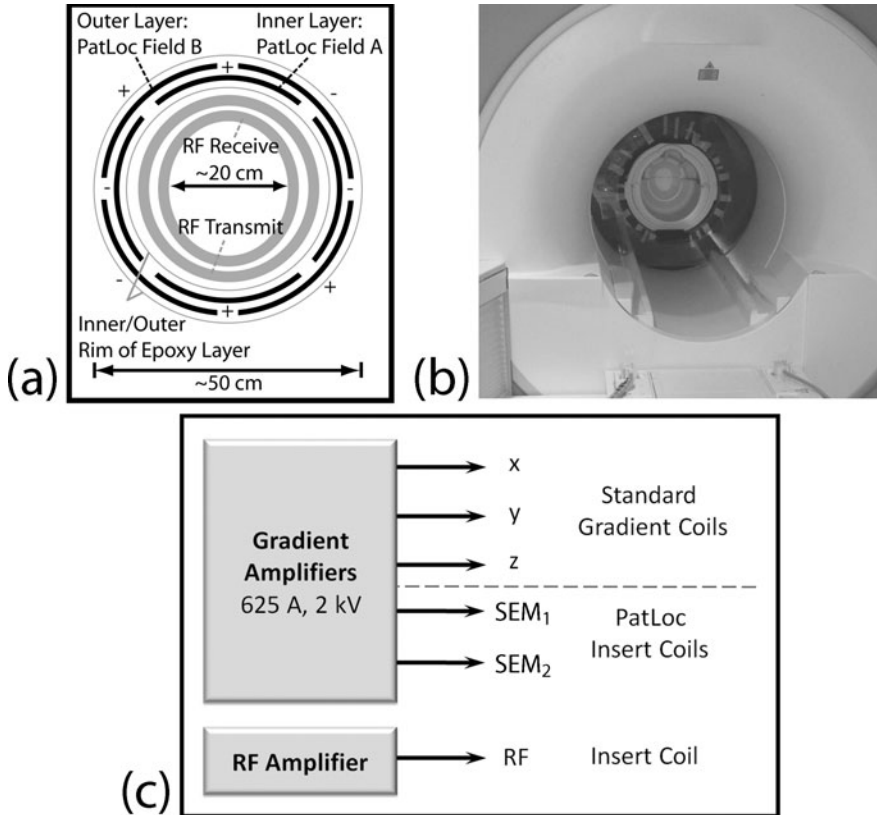 Outer Layer:
PatLoc Field B
Inner Layer:
PatLoc Field A
+
+
-
RF Receive
~20 cm
-
-
RF Transmit
-
+
+
Inner/Outer
Rim of Epoxy Layer
~50 cm
(a)
(b)
Gradient
Amplifiers
625 A, 2 kV
x
y
z
Standard
Gradient Coils
SEM₁
SEM₂
PatLoc
Insert Coils
RF Amplifier
RF
Insert Coil
(c)